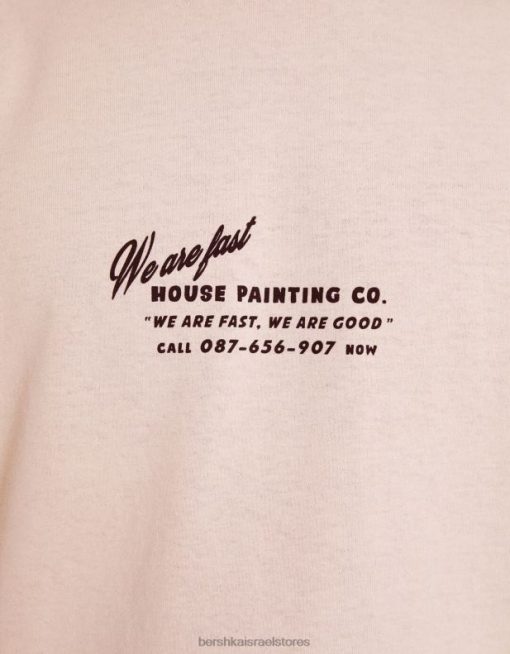 We are fast
HOUSE PAINTING CO.
"WE ARE FAST, WE ARE GOOD"
CALL 087-656-907 NOW
bershkaisraelstores